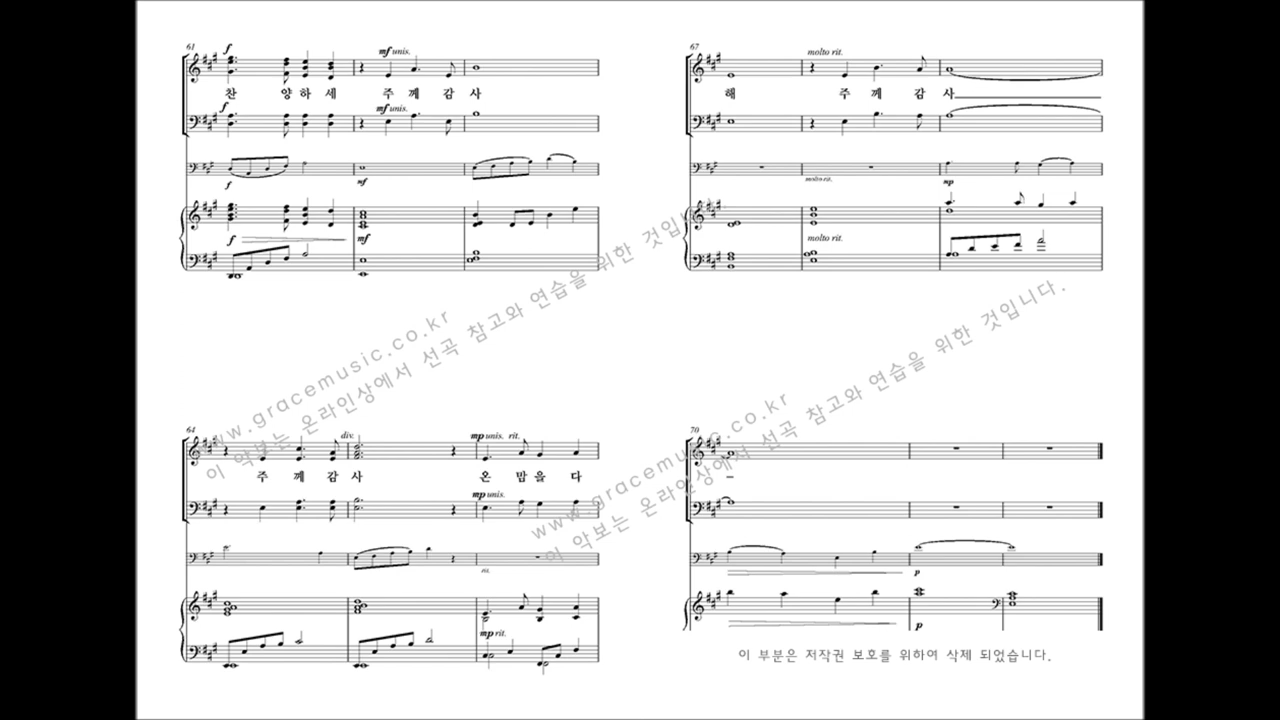 61
f
mf unis.
찬 양 하 세 주 께 감 사
f
mf unis.
f
mf
f
mf
64
div.
mp unis. rit.
주 께 감 사 온 맘 을 다
mp unis.
rit.
mp rit.
67
molto rit.
해 주 께 감 사
molto rit.
mp
molto rit.
70
p
p
이 부분은 저작권 보호를 위하여 삭제 되었습니다.
www.gracemusic.co.kr
이 악보는 온라인상에서 선곡 참고와 연습을 위한 것입니다.
www.gracemusic.co.kr
이 악보는 온라인상에서 선곡 참고와 연습을 위한 것입니다.